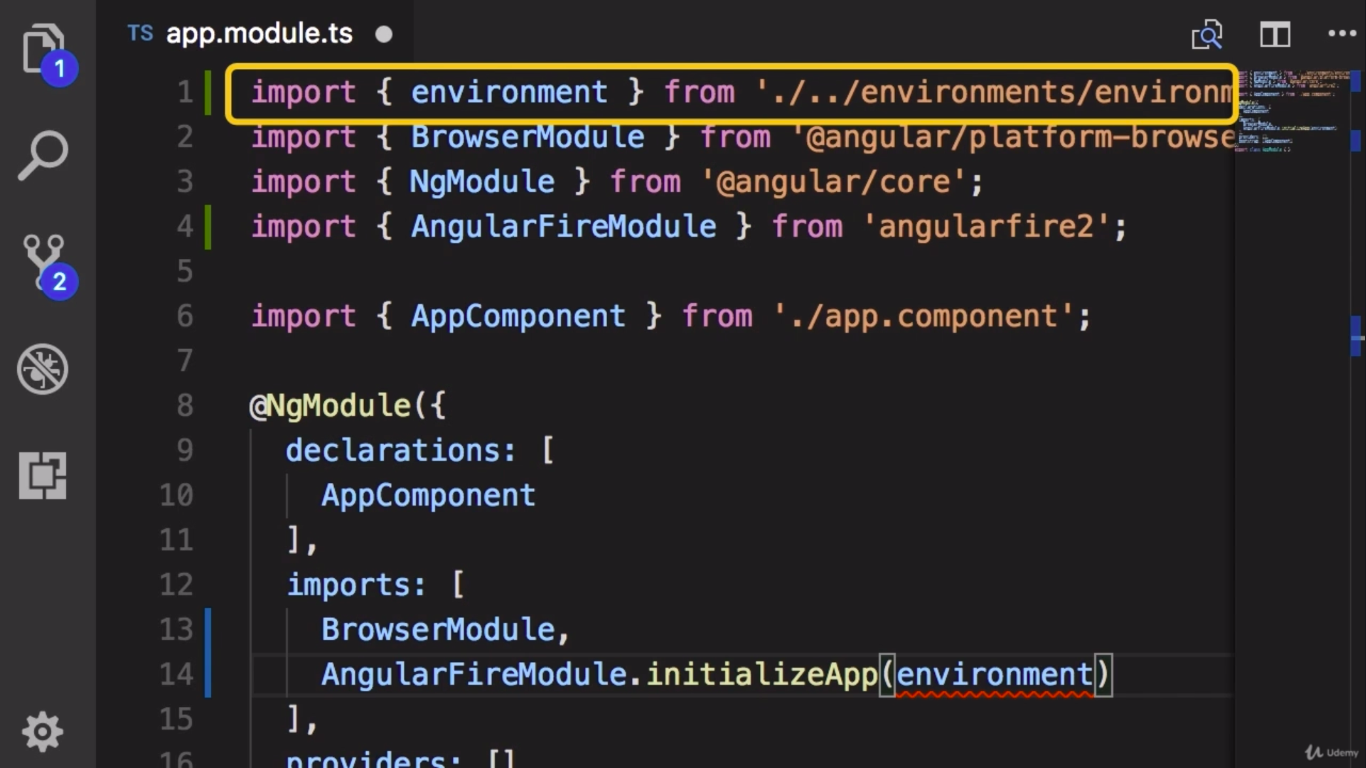 TS app.module.ts
1
2
1 import { environment } from './../environments/environm
2 import { BrowserModule } from '@angular/platform-browse
3 import { NgModule } from '@angular/core';
4 import { AngularFireModule } from 'angularfire2';
5
6 import { AppComponent } from './app.component';
7
8 @NgModule({
9 declarations: [
10 AppComponent
11 ],
12 imports: [
13 BrowserModule,
14 AngularFireModule.initializeApp(environment)
15 ],
16 providers: []
Udemy